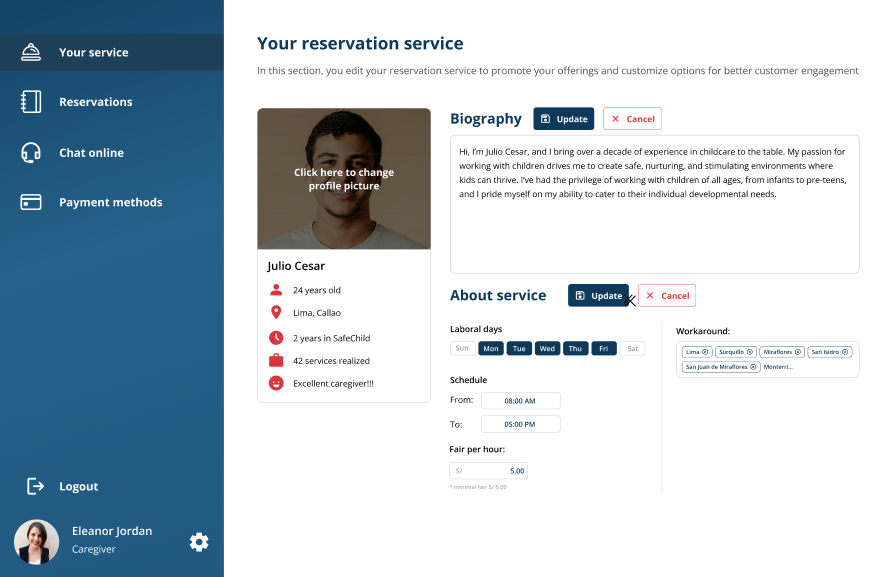 Your service
Reservations
Chat online
Payment methods
Logout
Eleanor Jordan
Caregiver
Your reservation service
In this section, you edit your reservation service to promote your offerings and customize options for better customer engagement
Click here to change
profile picture
Julio Cesar
24 years old
Lima, Callao
2 years in SafeChild
42 services realized
Excellent caregiver!!!
Biography
Update
Cancel
Hi, I'm Julio Cesar, and I bring over a decade of experience in childcare to the table. My passion for
working with children drives me to create safe, nurturing, and stimulating environments where
kids can thrive. I've had the privilege of working with children of all ages, from infants to pre-teens,
and I pride myself on my ability to cater to their individual developmental needs.
About service
Update
Cancel
Laboral days
Sun Mon Tue Wed Thu Fri Sat
Schedule
From: 08:00 AM
To: 05:00 PM
Fair per hour:
S/ 5.00
* minimal fair S/ 5.00
Workaround:
Lima Surquillo Miraflores San Isidro
San Juan de Miraflores Monterri...